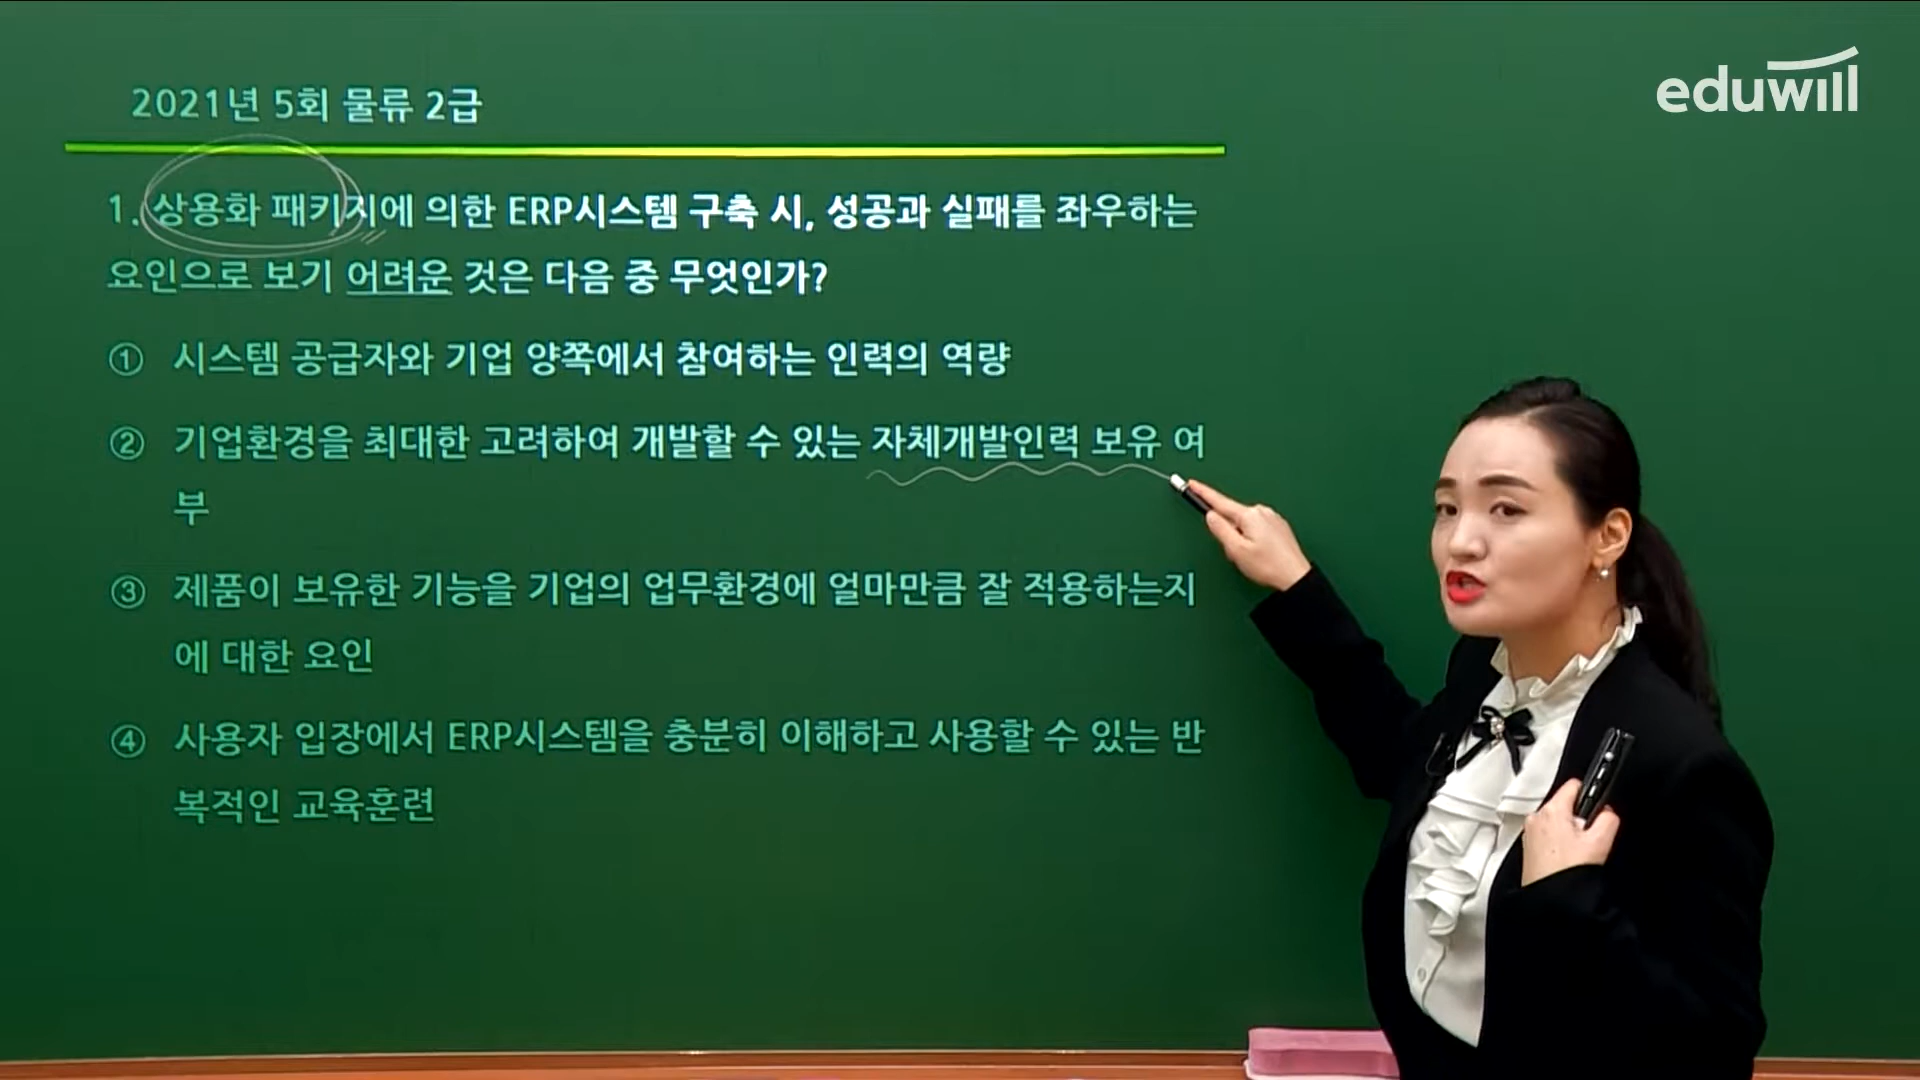 eduwill
2021년 5회 물류 2급
1. 상용화 패키지에 의한 ERP시스템 구축 시, 성공과 실패를 좌우하는
요인으로 보기 어려운 것은 다음 중 무엇인가?
① 시스템 공급자와 기업 양쪽에서 참여하는 인력의 역량
② 기업환경을 최대한 고려하여 개발할 수 있는 자체개발인력 보유 여
부
③ 제품이 보유한 기능을 기업의 업무환경에 얼마만큼 잘 적용하는지
에 대한 요인
④ 사용자 입장에서 ERP시스템을 충분히 이해하고 사용할 수 있는 반
복적인 교육훈련